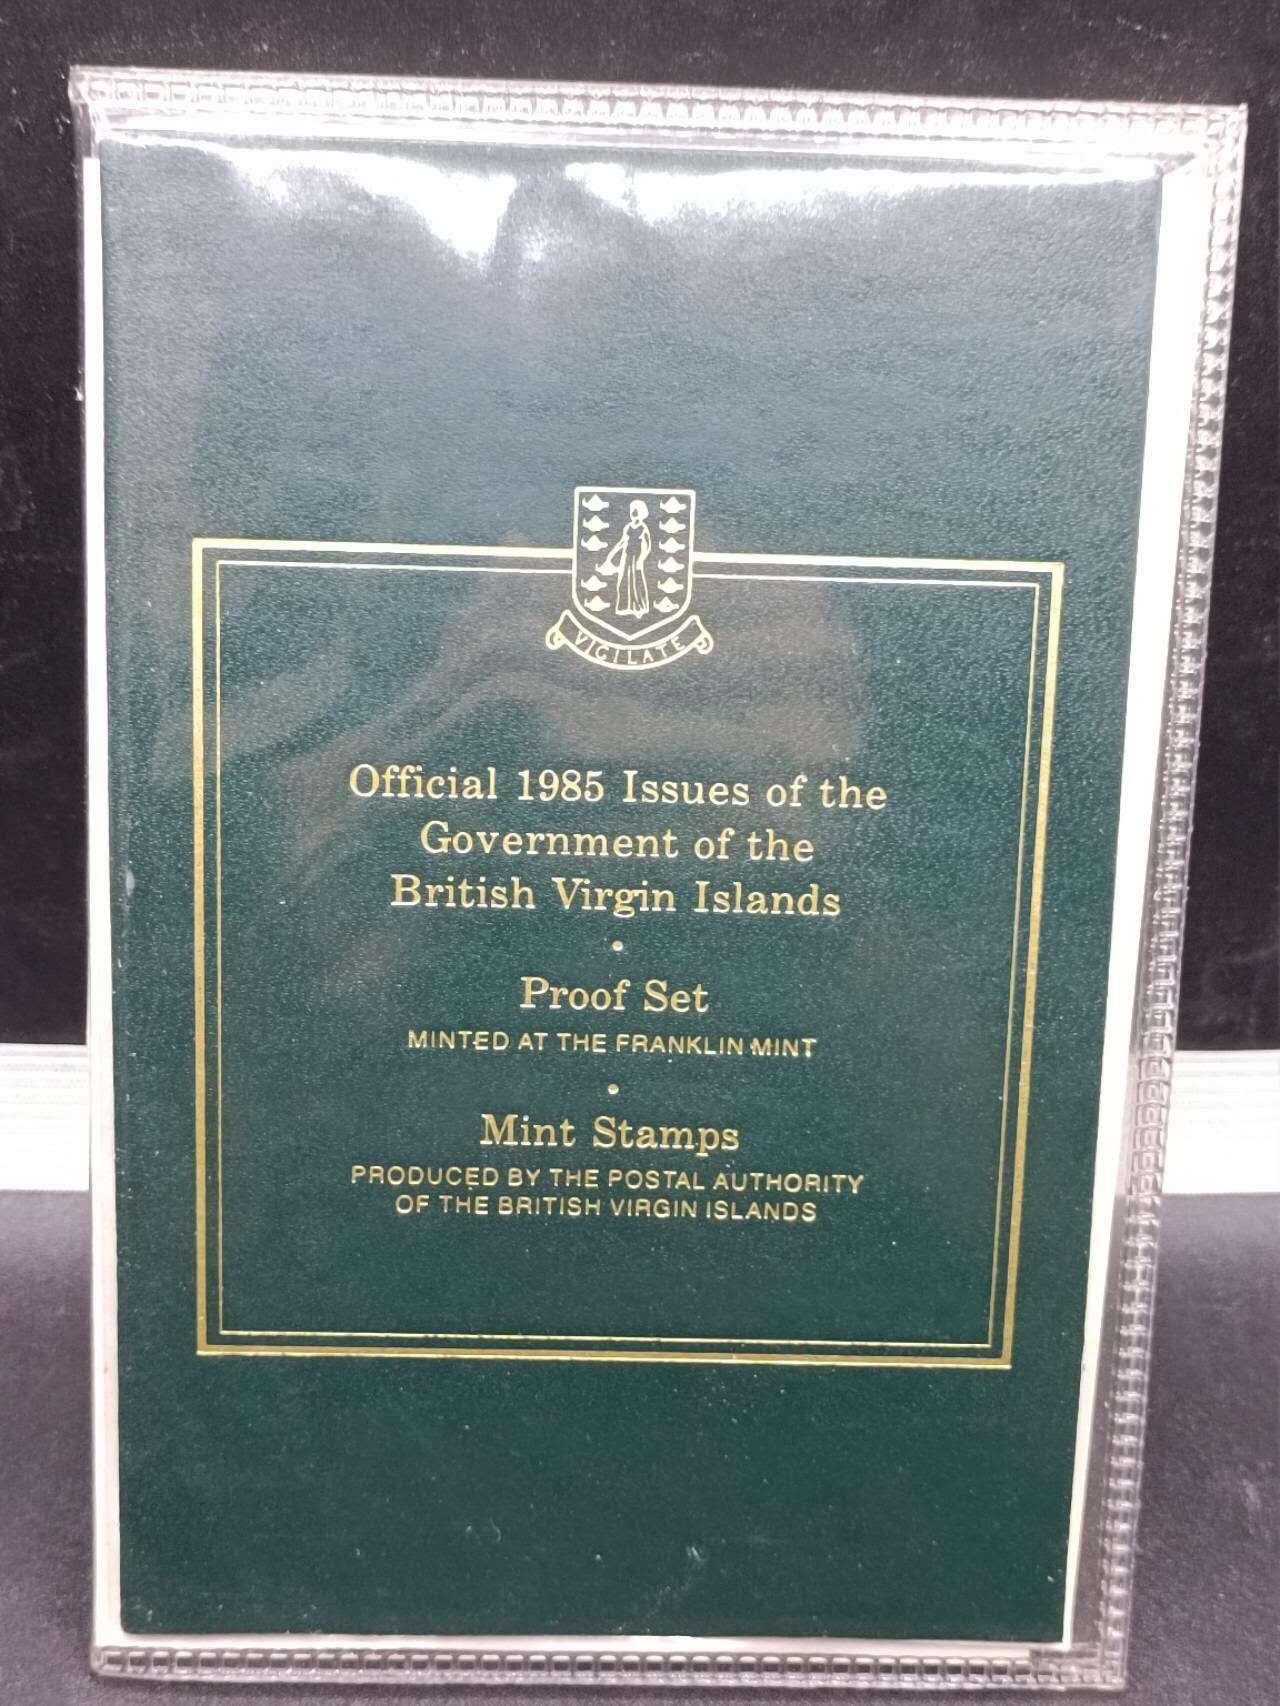 VIGILATE
Official 1985 Issues of the
Government of the
British Virgin Islands
•
Proof Set
MINTED AT THE FRANKLIN MINT
•
Mint Stamps
PRODUCED BY THE POSTAL AUTHORITY
OF THE BRITISH VIRGIN ISLANDS